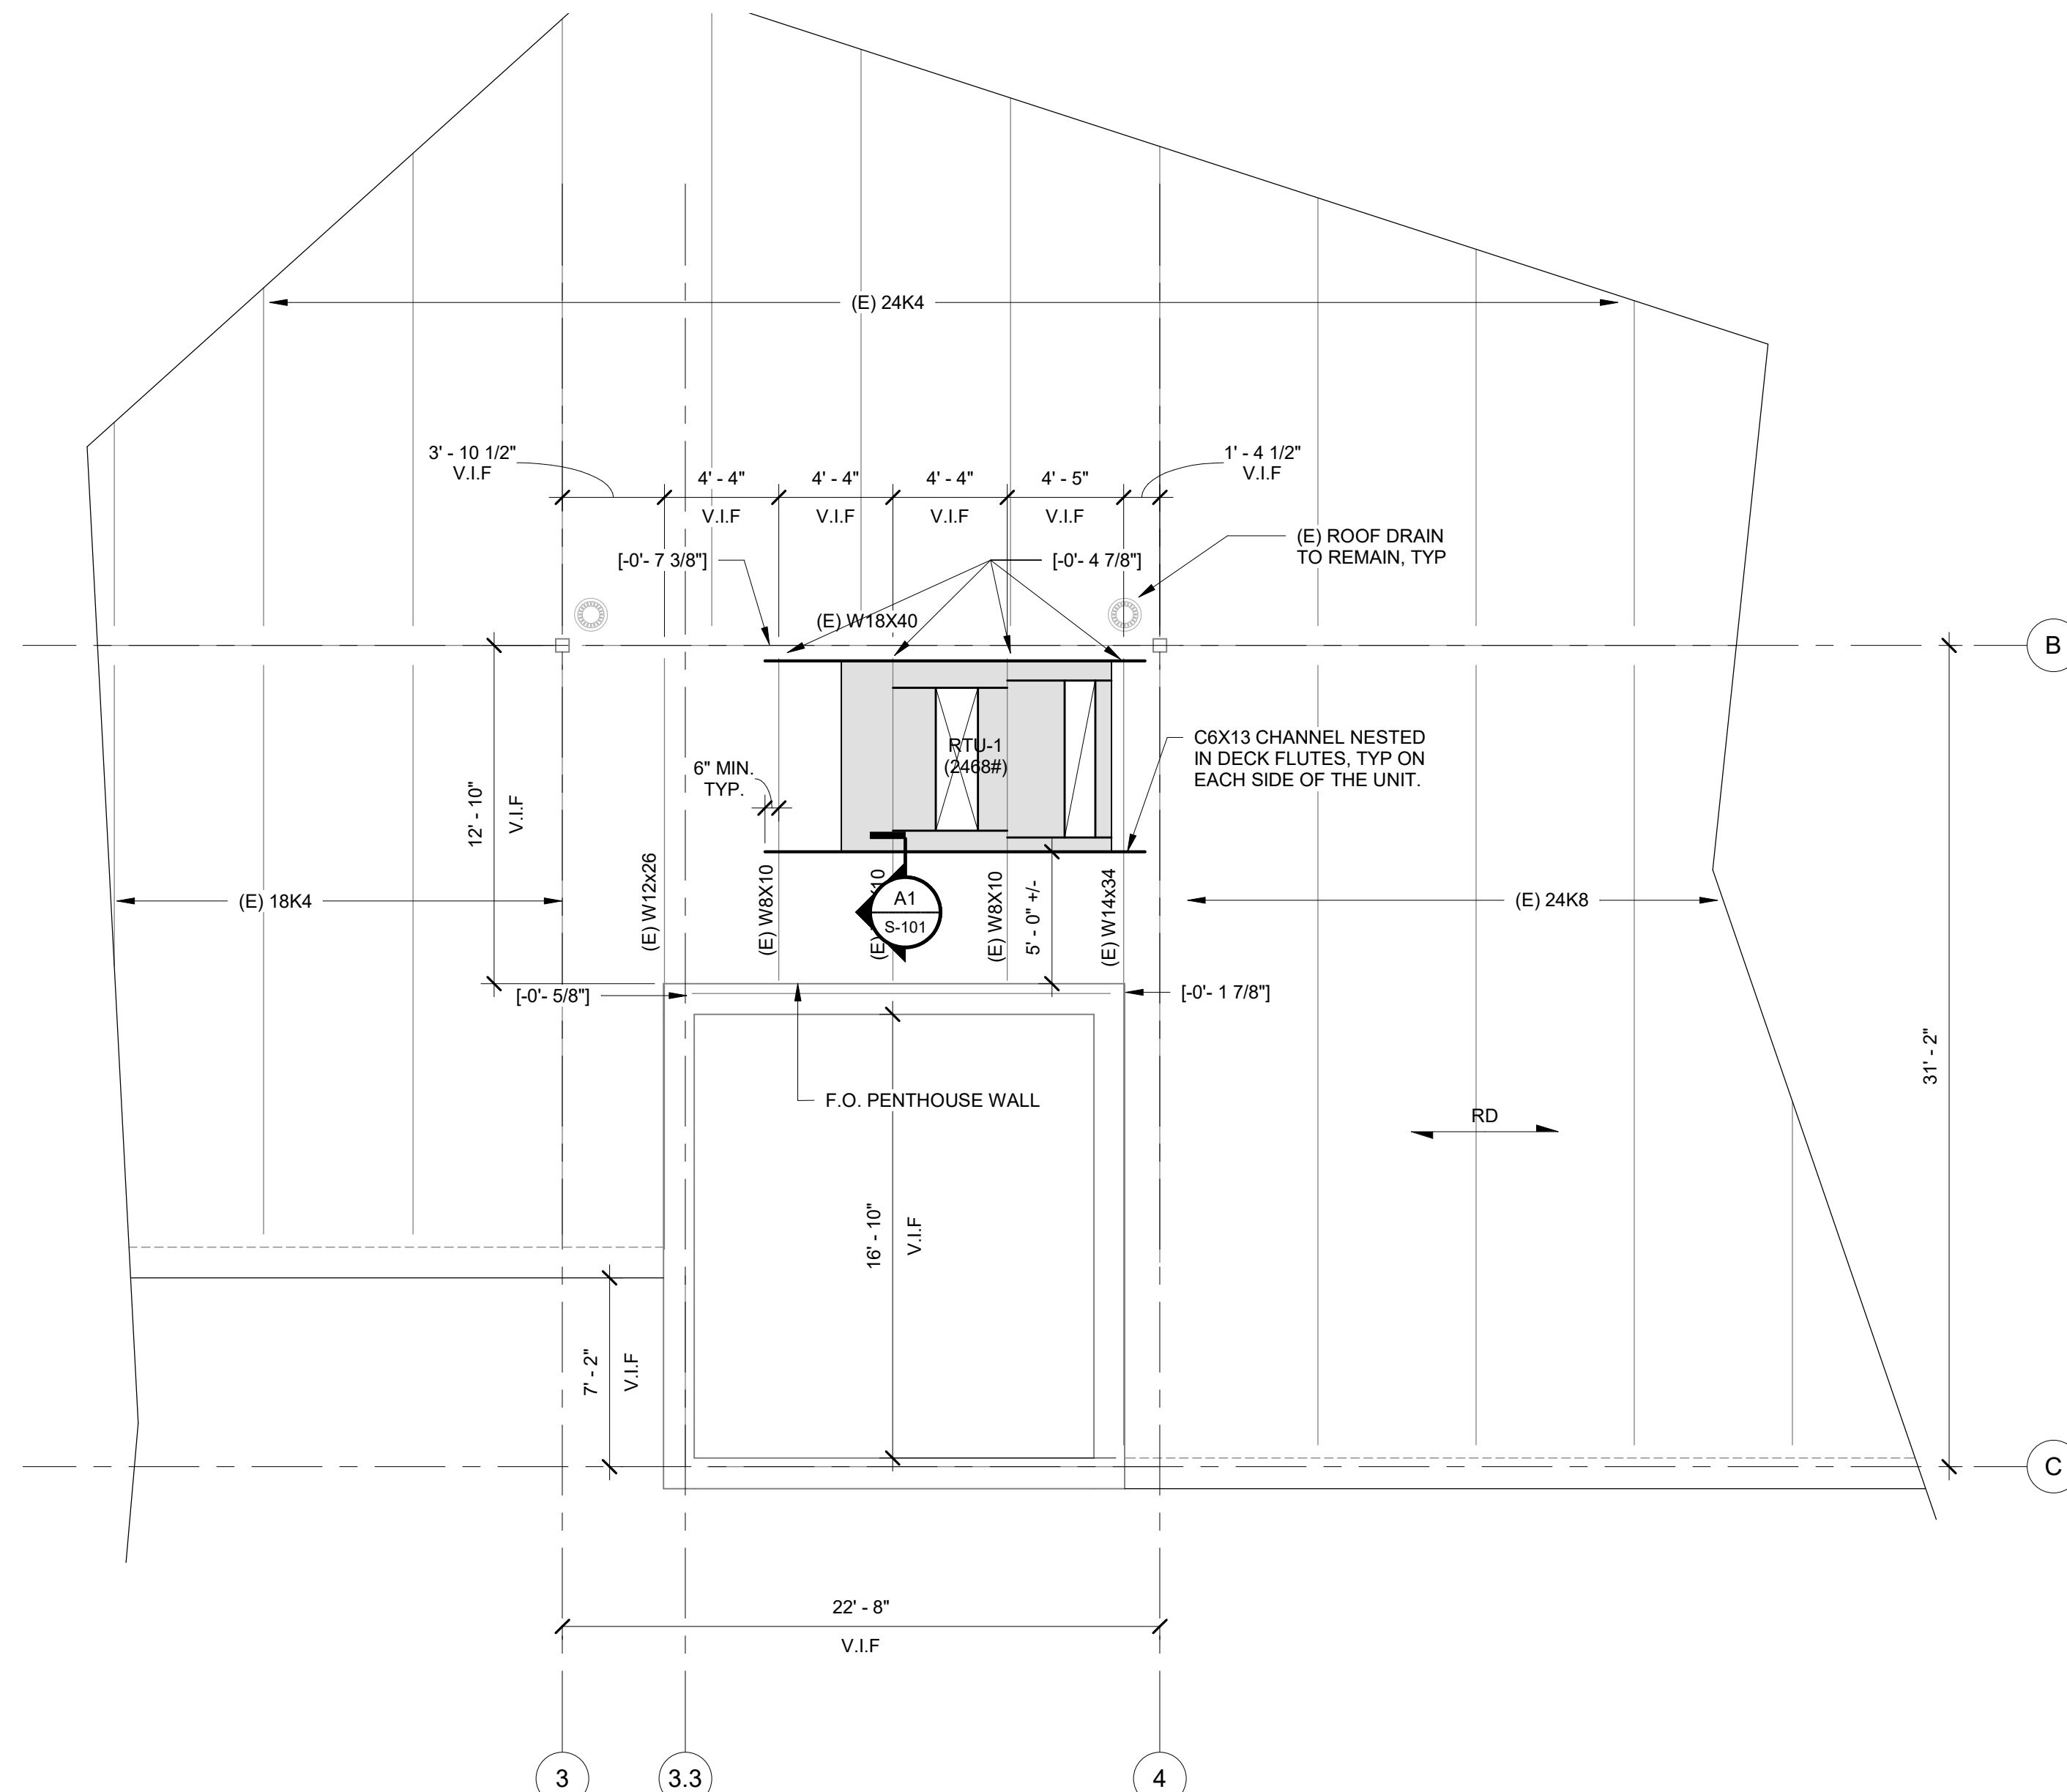 (E) 24K4
3' - 10 1/2"
V.I.F
4' - 4"
V.I.F
4' - 4"
V.I.F
4' - 4"
V.I.F
4' - 5"
V.I.F
1' - 4 1/2"
V.I.F
[-0'- 7 3/8"]
[-0'- 4 7/8"]
(E) ROOF DRAIN
TO REMAIN, TYP
(E) W18X40
B
RTU-1
(2468#)
C6X13 CHANNEL NESTED
IN DECK FLUTES, TYP ON
EACH SIDE OF THE UNIT.
6" MIN.
TYP.
12' - 10"
V.I.F
(E) 18K4
(E) W12x26
(E) W8X10
(E) 10
A1
S-101
(E) W8X10
5' - 0" +/-
(E) W14x34
(E) 24K8
[-0'- 5/8"]
[-0'- 1 7/8"]
F.O. PENTHOUSE WALL
31' - 2"
RD
16' - 10"
V.I.F
7' - 2"
V.I.F
C
22' - 8"
V.I.F
3
3.3
4